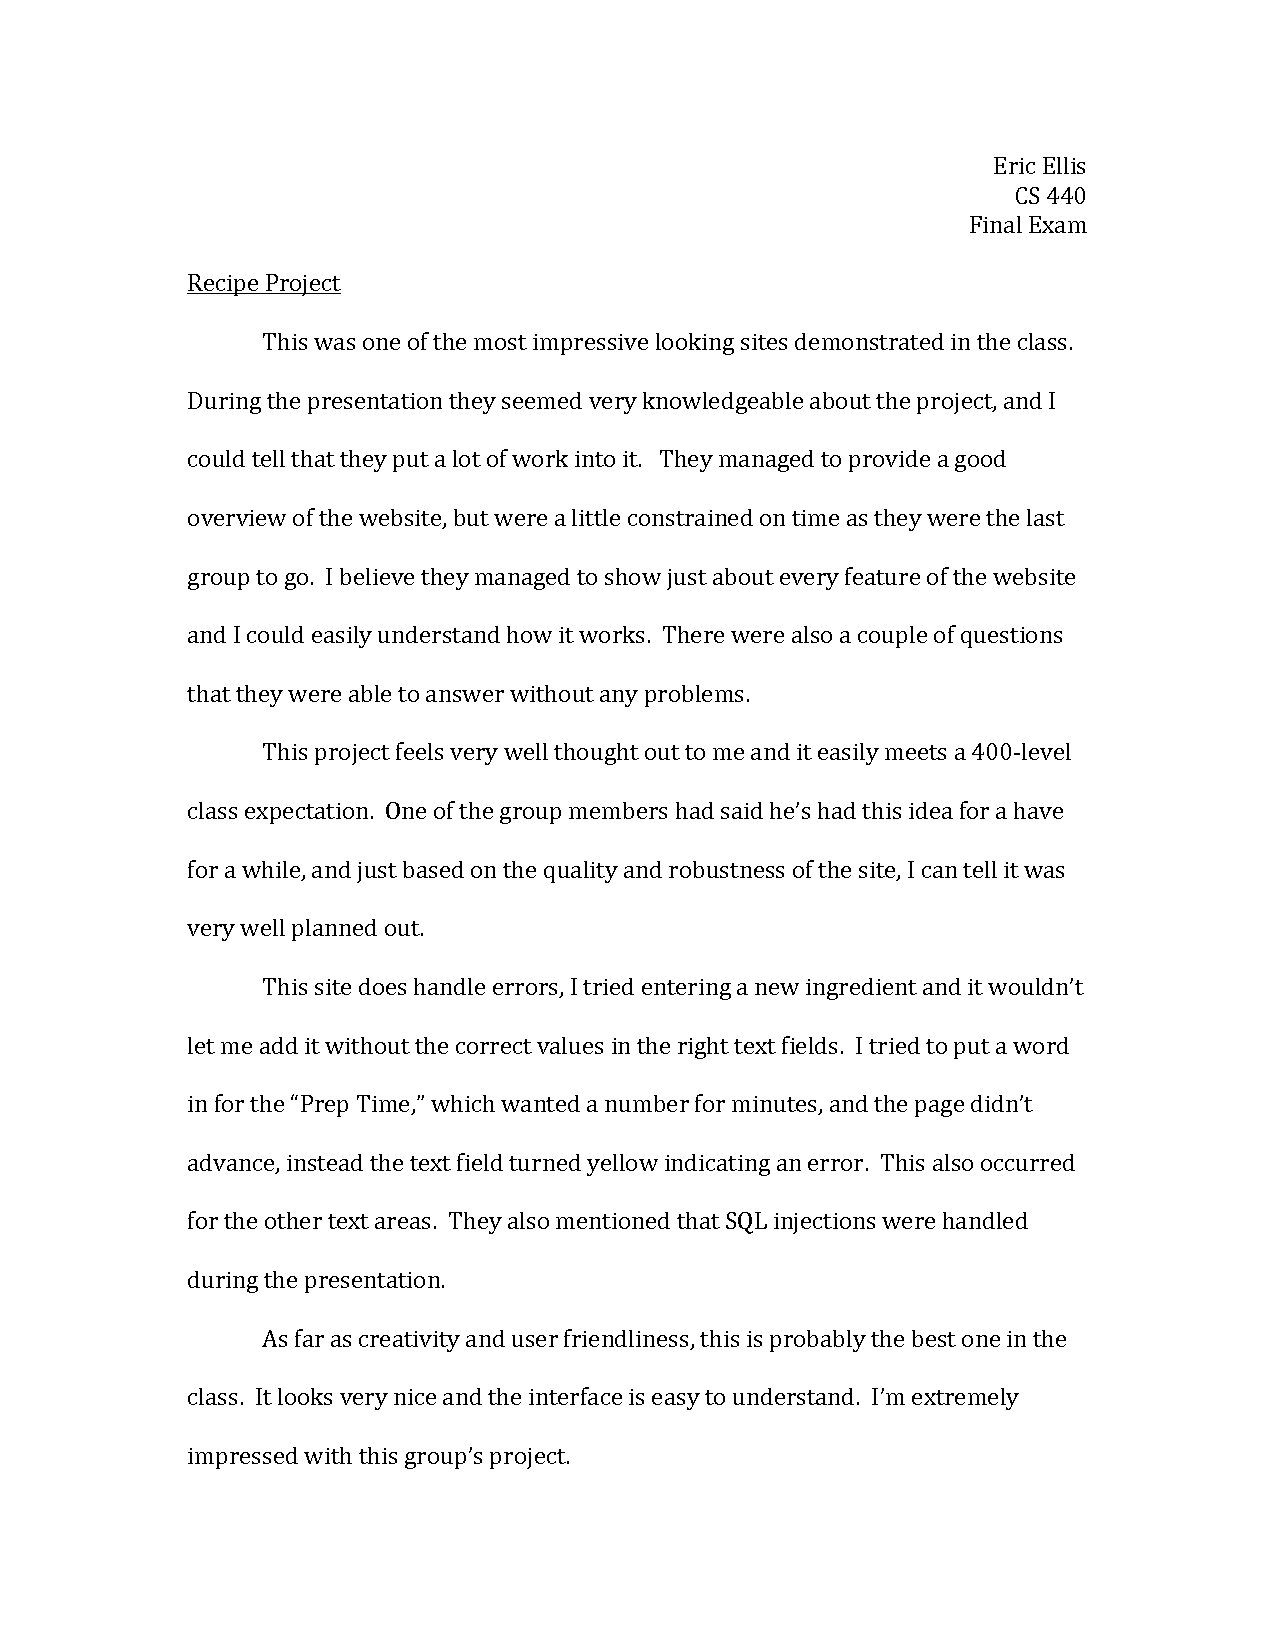 Eric Ellis
CS 440
Final Exam
Recipe Project
This was one of the most impressive looking sites demonstrated in the class.
During the presentation they seemed very knowledgeable about the project, and I
could tell that they put a lot of work into it.   They managed to provide a good
overview of the website, but were a little constrained on time as they were the last
group to go.  I believe they managed to show just about every feature of the website
and I could easily understand how it works.  There were also a couple of questions
that they were able to answer without any problems.
This project feels very well thought out to me and it easily meets a 400-level
class expectation.  One of the group members had said he’s had this idea for a have
for a while, and just based on the quality and robustness of the site, I can tell it was
very well planned out.
This site does handle errors, I tried entering a new ingredient and it wouldn’t
let me add it without the correct values in the right text fields.  I tried to put a word
in for the “Prep Time,” which wanted a number for minutes, and the page didn’t
advance, instead the text field turned yellow indicating an error.  This also occurred
for the other text areas.  They also mentioned that SQL injections were handled
during the presentation.
As far as creativity and user friendliness, this is probably the best one in the
class.  It looks very nice and the interface is easy to understand.  I’m extremely
impressed with this group’s project.